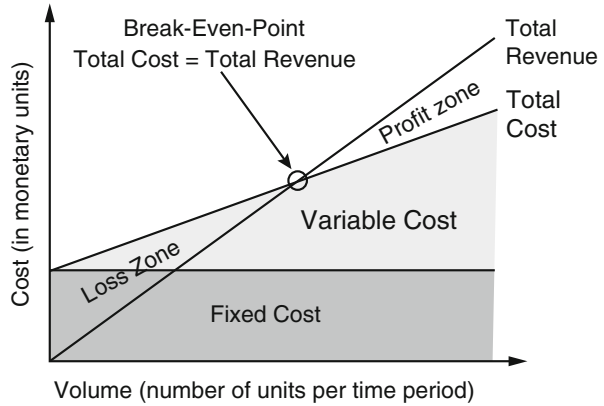 Break-Even-Point
Total Cost = Total Revenue
Total
Revenue
Profit zone
Total
Cost
Variable Cost
Loss Zone
Fixed Cost
Cost (in monetary units)
Volume (number of units per time period)